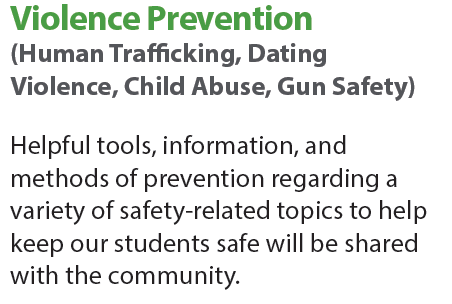 Violence Prevention
(Human Trafficking, Dating
Violence, Child Abuse, Gun Safety)
Helpful tools, information, and
methods of prevention regarding a
variety of safety-related topics to help
keep our students safe will be shared
with the community.